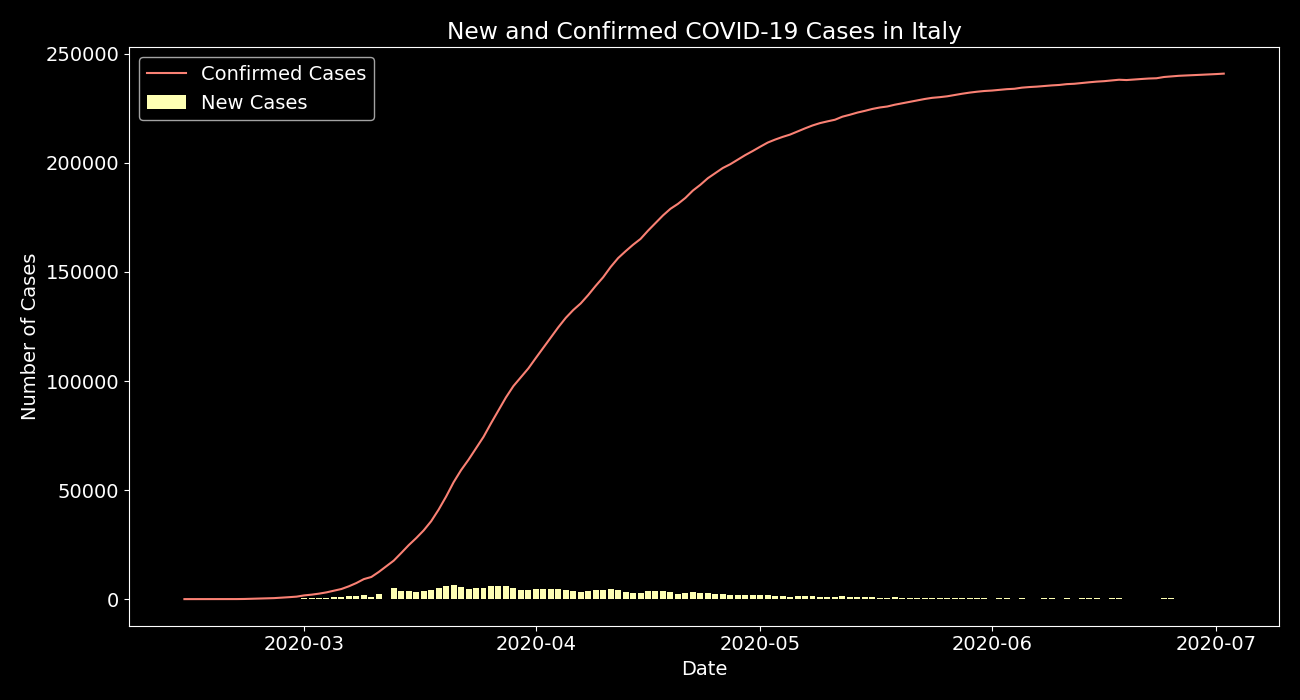 New and Confirmed COVID-19 Cases in Italy
250000
Confirmed Cases
New Cases
200000
150000
100000
50000
0
Number of Cases
2020-03 2020-04 2020-05 2020-06 2020-07
Date